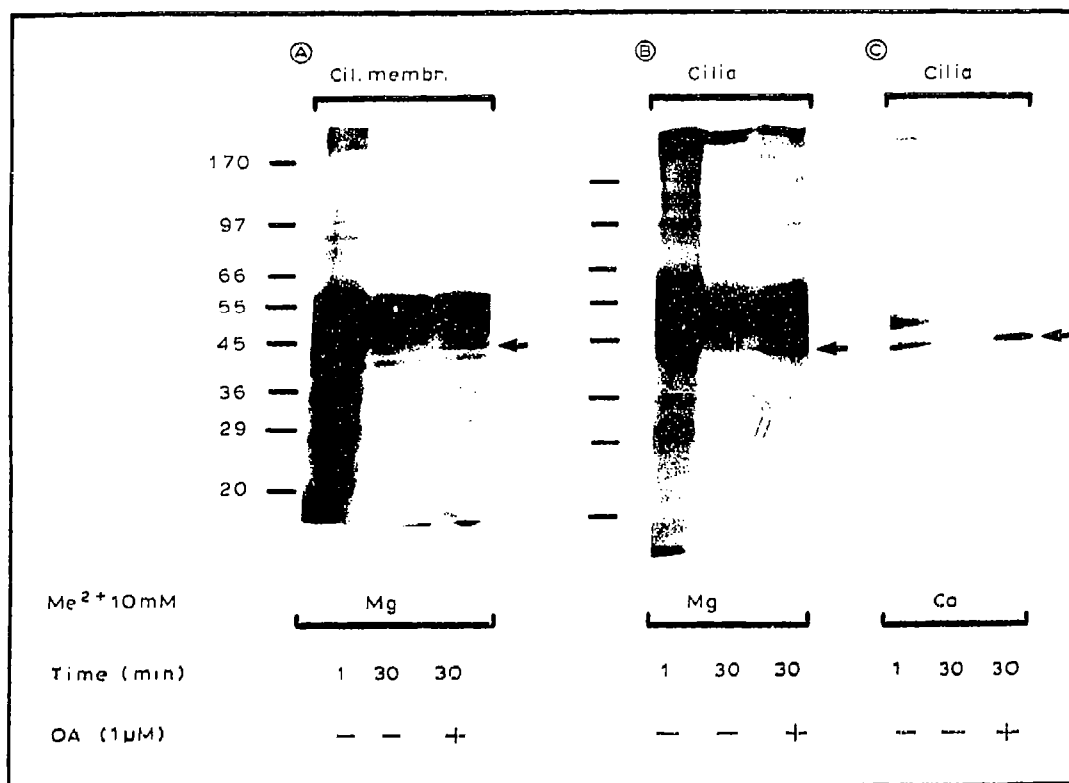 Ⓐ Ⓑ Ⓒ
Cil. membr. Cilia Cilia
170
97
66
55
45
36
29
20
Me²⁺ 10mM Mg Mg Ca
Time (min) 1 30 30 1 30 30 1 30 30
OA (1µM) − − + − − + − − +